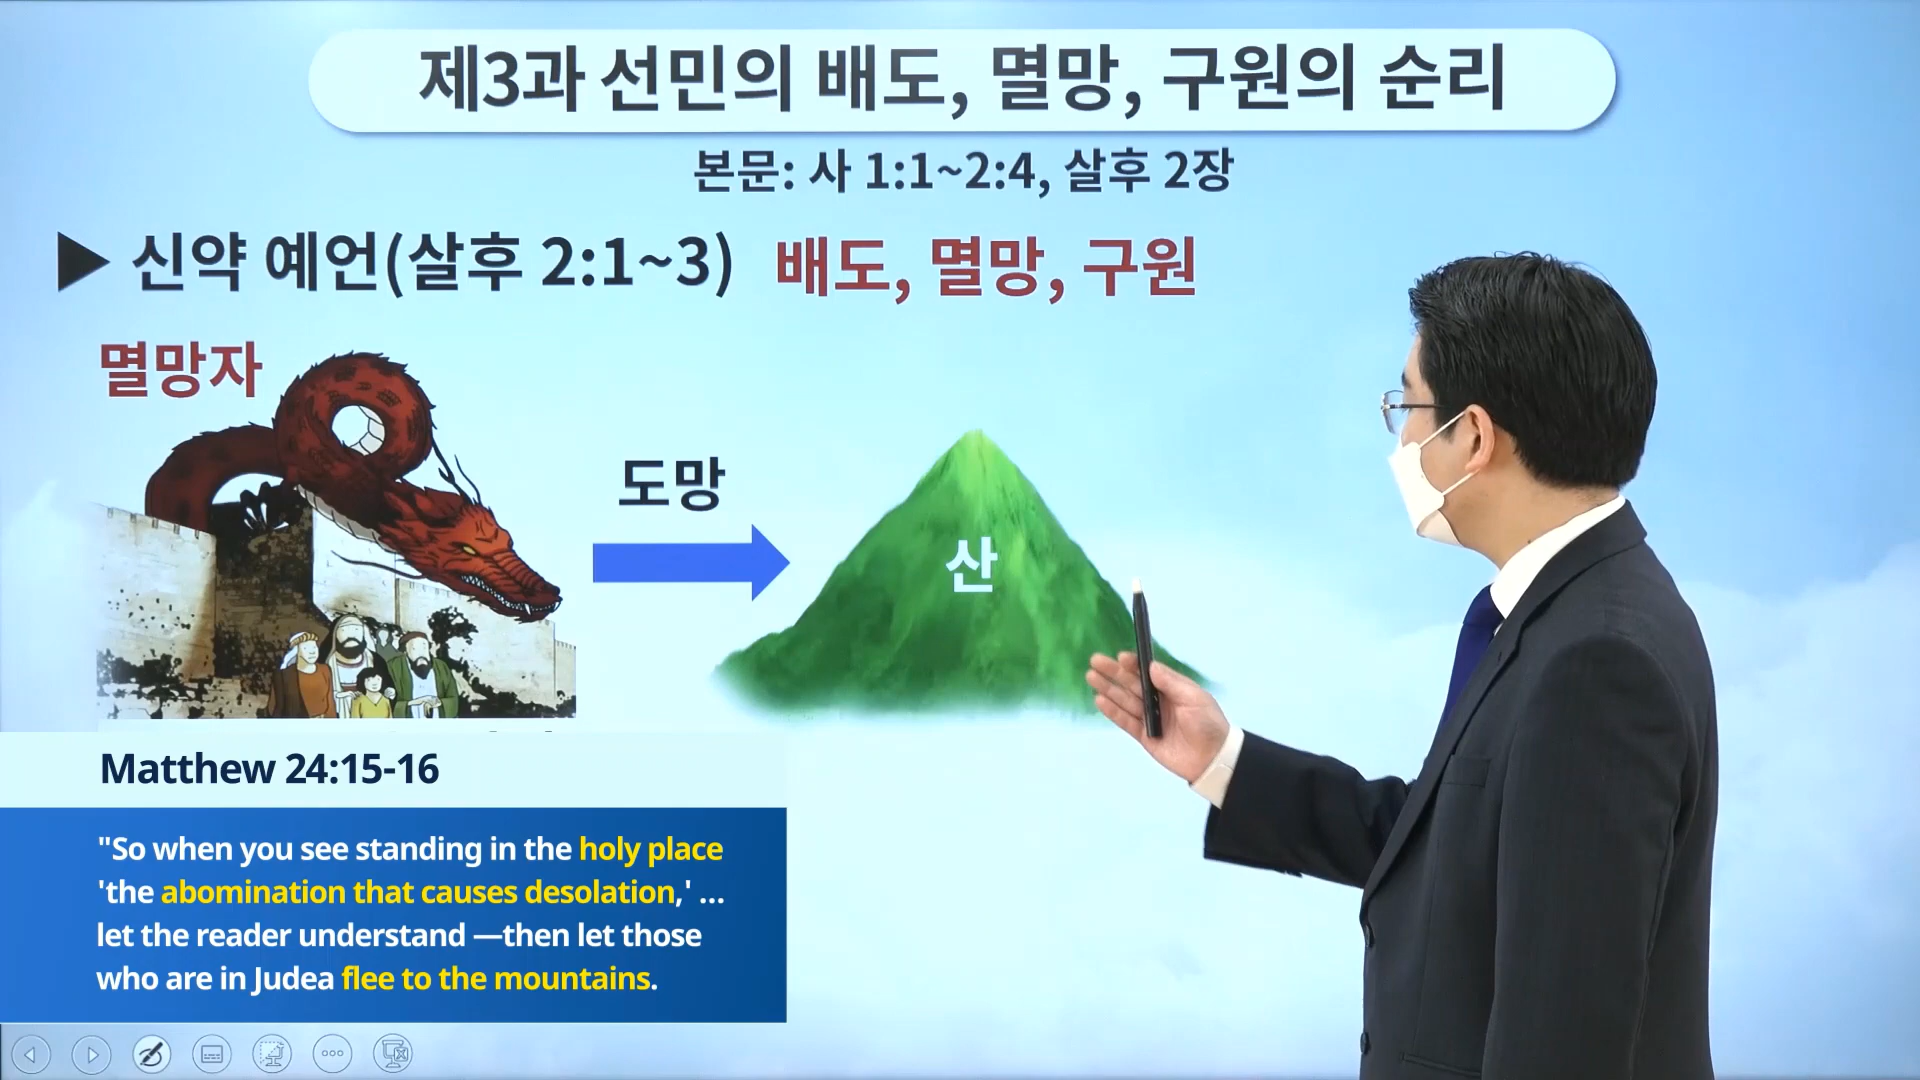 제3과 선민의 배도, 멸망, 구원의 순리
본문: 사 1:1~2:4, 살후 2장
▶ 신약 예언(살후 2:1~3) 배도, 멸망, 구원
멸망자
도망
산
Matthew 24:15-16
"So when you see standing in the holy place
'the abomination that causes desolation,' ...
let the reader understand —then let those
who are in Judea flee to the mountains.